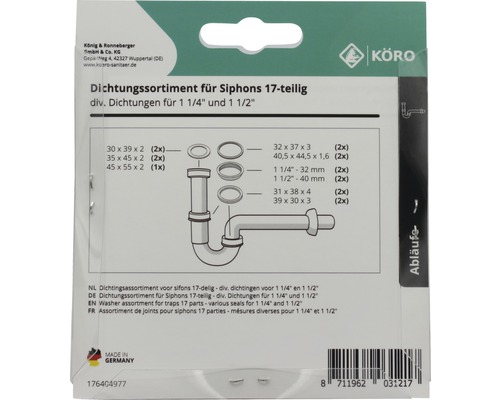 König & Ronneberger
GmbH & Co. KG
42327 Wuppertal (DE)
www.koro-sanitaer.de
KÖRO
Dichtungssortiment für Siphons 17-teilig
div. Dichtungen für 1 1/4" und 1 1/2"
30 x 39 x 2 (2x)
35 x 45 x 2 (2x)
45 x 55 x 2 (1x)
32 x 37 x 3 (2x)
40,5 x 44,5 x 1,6 (2x)
1 1/4" - 32 mm (2x)
1 1/2" - 40 mm (2x)
31 x 38 x 4 (2x)
39 x 30 x 3 (2x)
Abläufe
NL Dichtingsassortiment voor sifons 17-delig - div. dichtingen voor 1 1/4" en 1 1/2"
DE Dichtungssortiment für Siphons 17-teilig - div. Dichtungen für 1 1/4" und 1 1/2"
EN Washer assortment for traps 17 parts - various sizes for 1 1/4" and 1 1/2"
FR Assortiment de joints pour siphons 17 parties - mésures diverses pour 1 1/4" et 1 1/2"
MADE IN
GERMANY
176404977
8 711962 031217